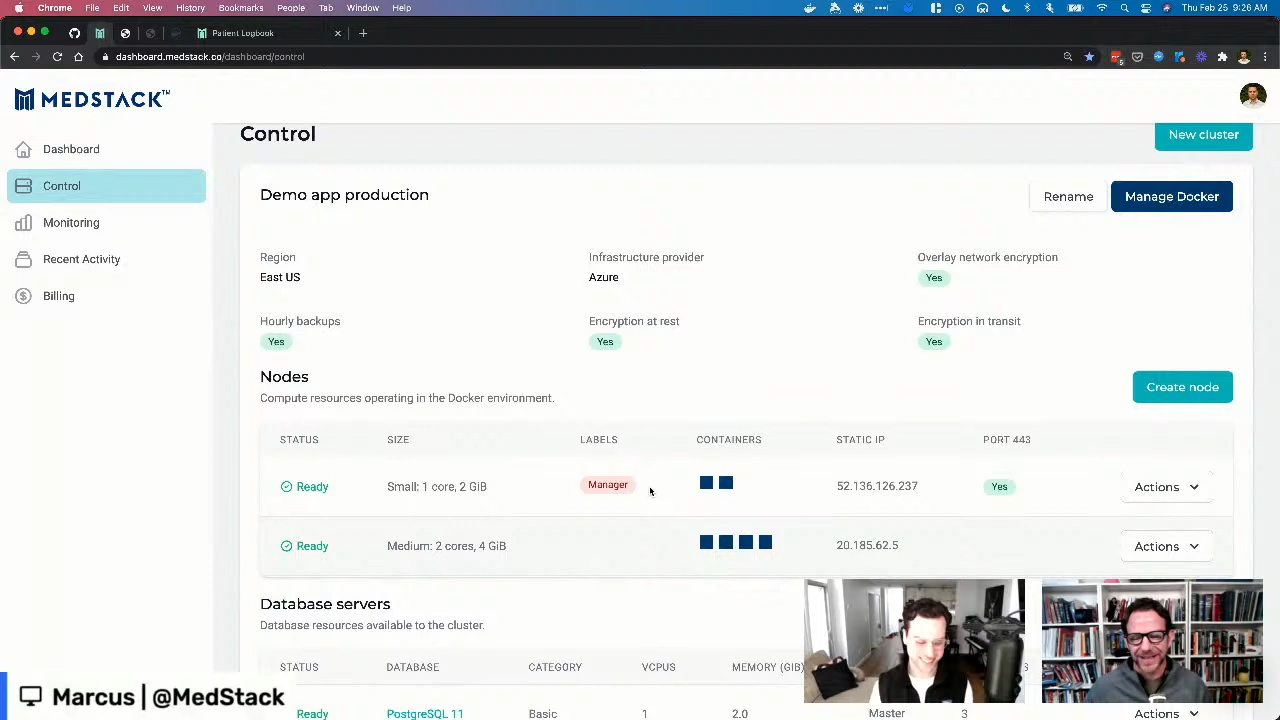 Chrome File Edit View History Bookmarks People Tab Window Help Thu Feb 25 9:26 AM
Patient Logbook
dashboard.medstack.co/dashboard/control
MEDSTACK™
Control
New cluster
Dashboard
Control
Monitoring
Recent Activity
Billing
Demo app production
Rename
Manage Docker
Region
Infrastructure provider
Overlay network encryption
East US
Azure
Yes
Hourly backups
Encryption at rest
Encryption in transit
Yes
Yes
Yes
Nodes
Compute resources operating in the Docker environment.
Create node
STATUS SIZE LABELS CONTAINERS STATIC IP PORT 443
Ready Small: 1 core, 2 GiB Manager 52.136.126.237 Yes Actions
Ready Medium: 2 cores, 4 GiB 20.185.62.5 Actions
Database servers
Database resources available to the cluster.
STATUS DATABASE CATEGORY VCPUS MEMORY (GIB)
Ready PostgreSQL 11 Basic 1 2.0 Master 3 Actions
Marcus | @MedStack